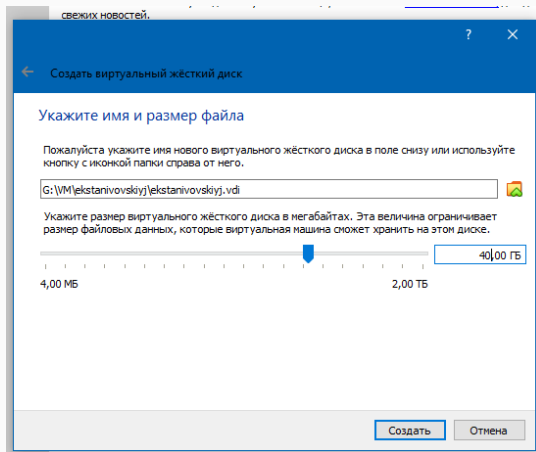 свежих новостей.
Создать виртуальный жёсткий диск
Укажите имя и размер файла
Пожалуйста укажите имя нового виртуального жёсткого диска в поле снизу или используйте
кнопку с иконкой папки справа от него.
G:\VM\ekstanivovskiyj\ekstanivovskiyj.vdi
Укажите размер виртуального жёсткого диска в мегабайтах. Эта величина ограничивает
размер файловых данных, которые виртуальная машина сможет хранить на этом диске.
40,00 ГБ
4,00 МБ 2,00 ТБ
Создать Отмена